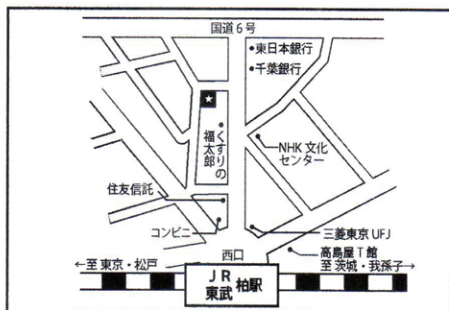 国道6号
東日本銀行
千葉銀行
★
くすりの
福太郎
NHK文化
センター
住友信託
コンビニ
三菱東京UFJ
西口
高島屋T館
←至 東京・松戸
至 茨城・我孫子→
JR
東武
柏駅